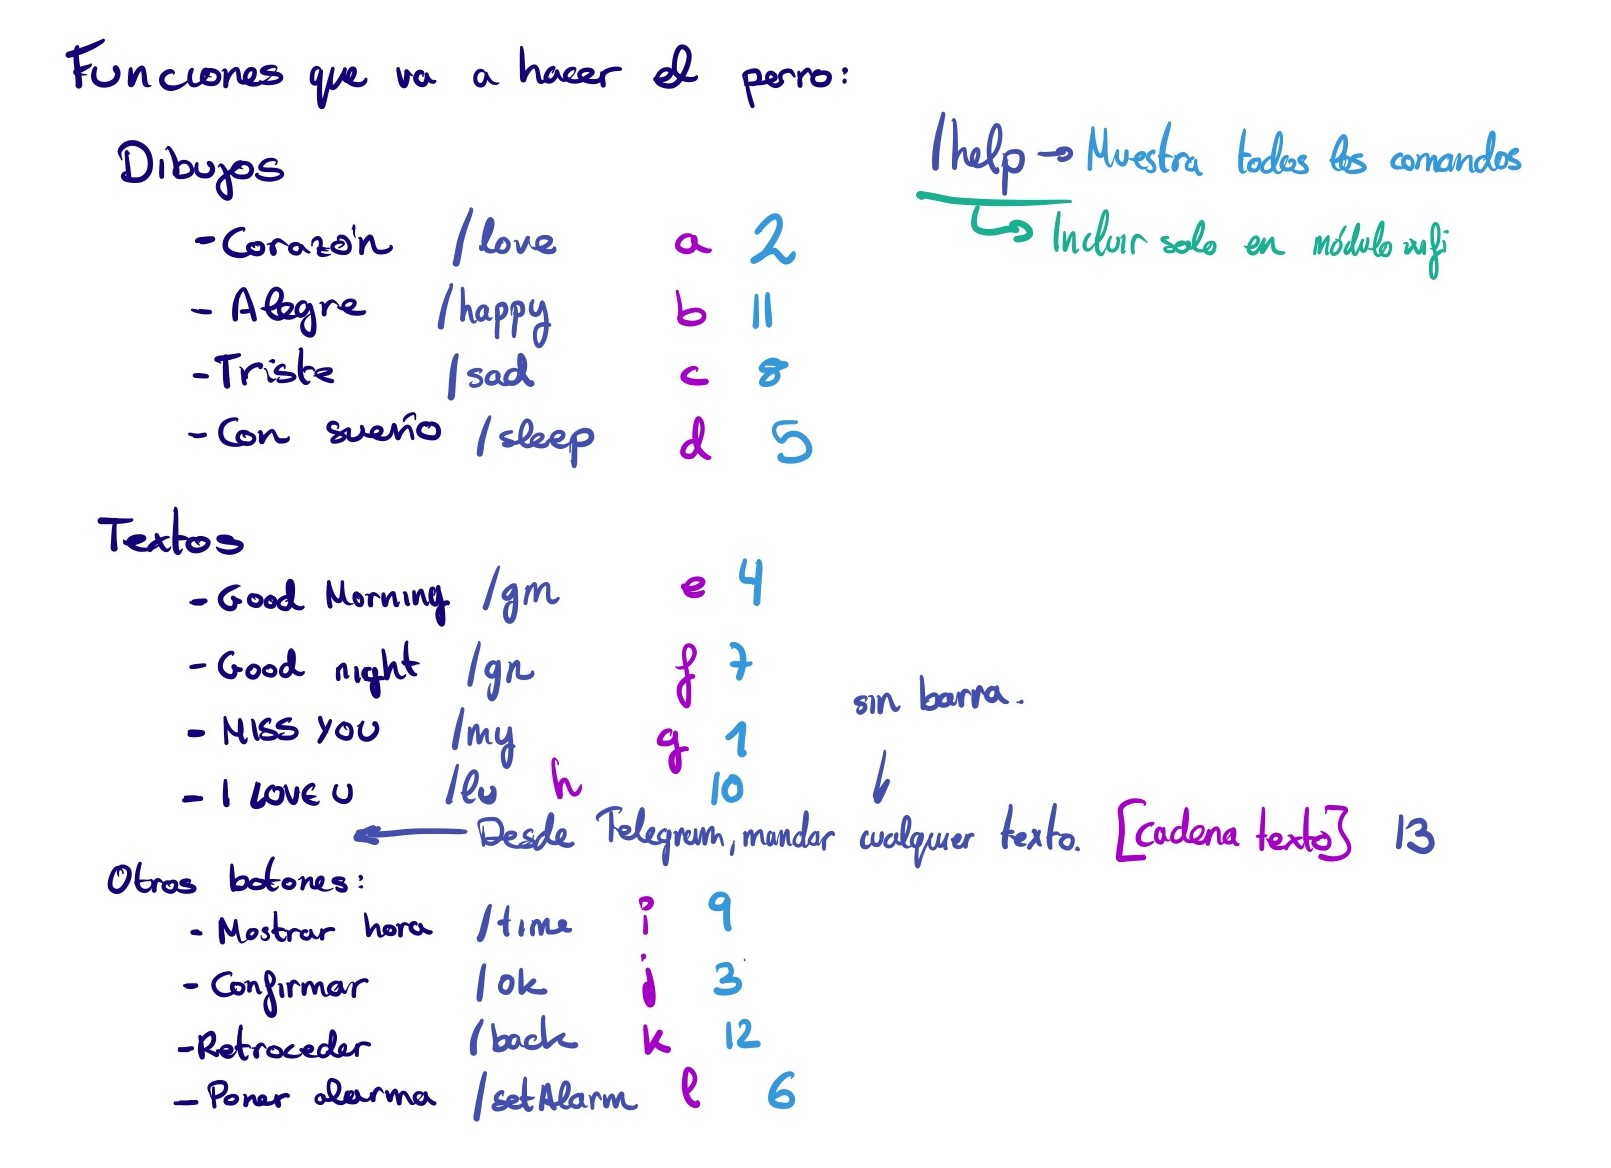 Funciones que va a hacer el perro:
Dibujos
/help → Muestra todos los comandos
↳ Incluir solo en módulo wifi
- Corazón /love a 2
- Alegre /happy b 11
- Triste /sad c 8
- Con sueño /sleep d 5
Textos
- Good Morning /gm e 4
- Good night /gn f 7
- MISS YOU /my g 1
sin barra.
- I LOVE U /lu h 10
← Desde Telegram, mandar cualquier texto. [cadena texto] 13
Otros botones:
- Mostrar hora /time i 9
- Confirmar /ok j 3
- Retroceder /back k 12
- Poner alarma /setAlarm l 6